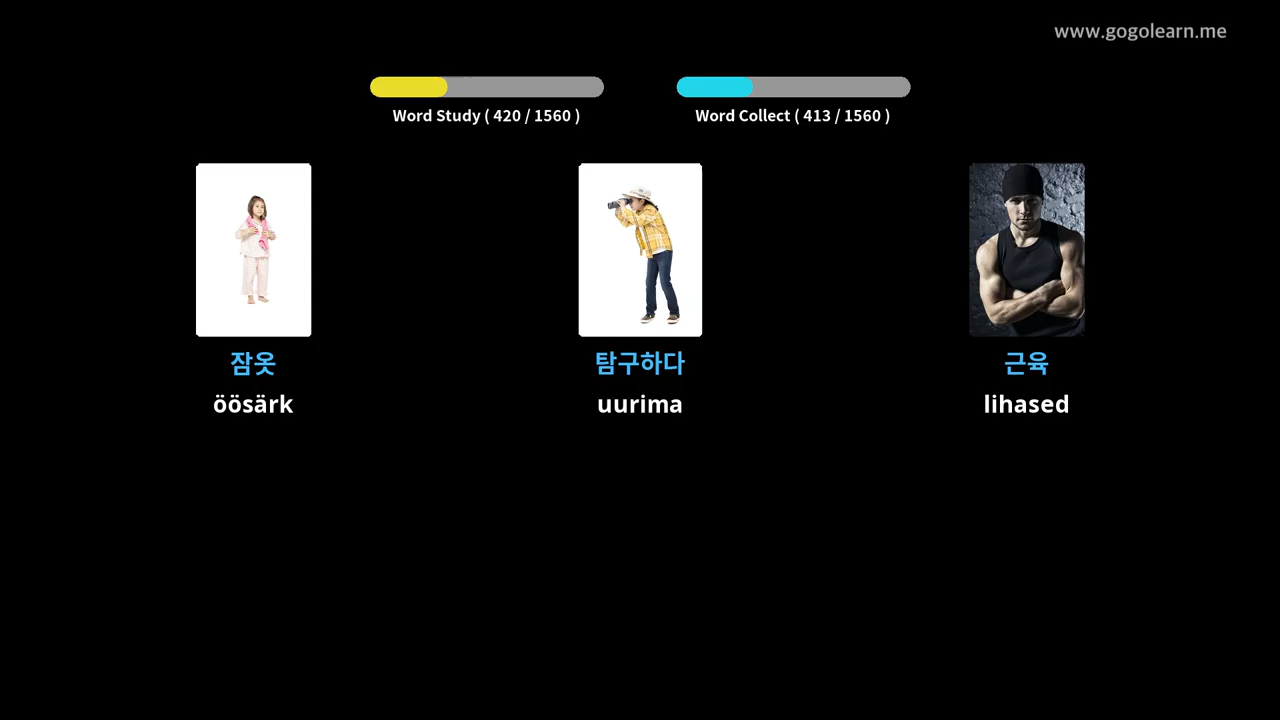 www.gogolearn.me
Word Study ( 420 / 1560 )
Word Collect ( 413 / 1560 )
잠옷
탐구하다
근육
öösärk
uurima
lihased